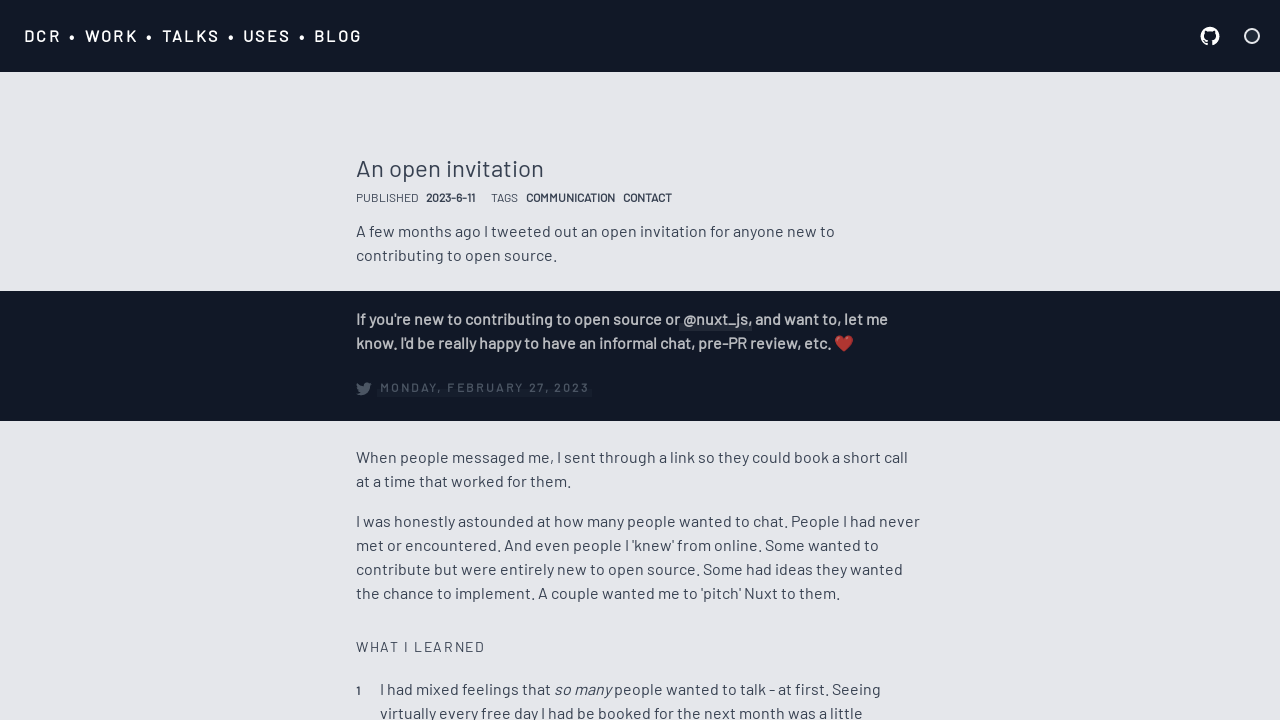 DCR • WORK • TALKS • USES • BLOG
An open invitation
PUBLISHED 2023-6-11 TAGS COMMUNICATION CONTACT
A few months ago I tweeted out an open invitation for anyone new to
contributing to open source.
If you're new to contributing to open source or @nuxt_js, and want to, let me
know. I'd be really happy to have an informal chat, pre-PR review, etc. ❤️
MONDAY, FEBRUARY 27, 2023
When people messaged me, I sent through a link so they could book a short call
at a time that worked for them.
I was honestly astounded at how many people wanted to chat. People I had never
met or encountered. And even people I 'knew' from online. Some wanted to
contribute but were entirely new to open source. Some had ideas they wanted
the chance to implement. A couple wanted me to 'pitch' Nuxt to them.
WHAT I LEARNED
1 I had mixed feelings that so many people wanted to talk - at first. Seeing
virtually every free day I had be booked for the next month was a little